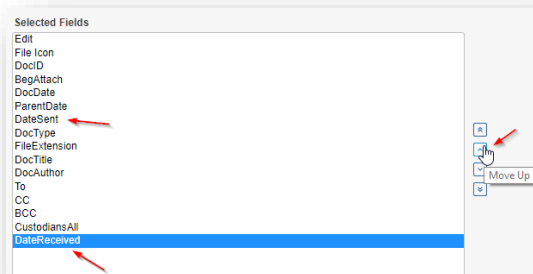 Selected Fields
Edit
File Icon
DocID
BegAttach
DocDate
ParentDate
DateSent
DocType
FileExtension
DocTitle
DocAuthor
To
CC
BCC
CustodiansAll
DateReceived
Move Up